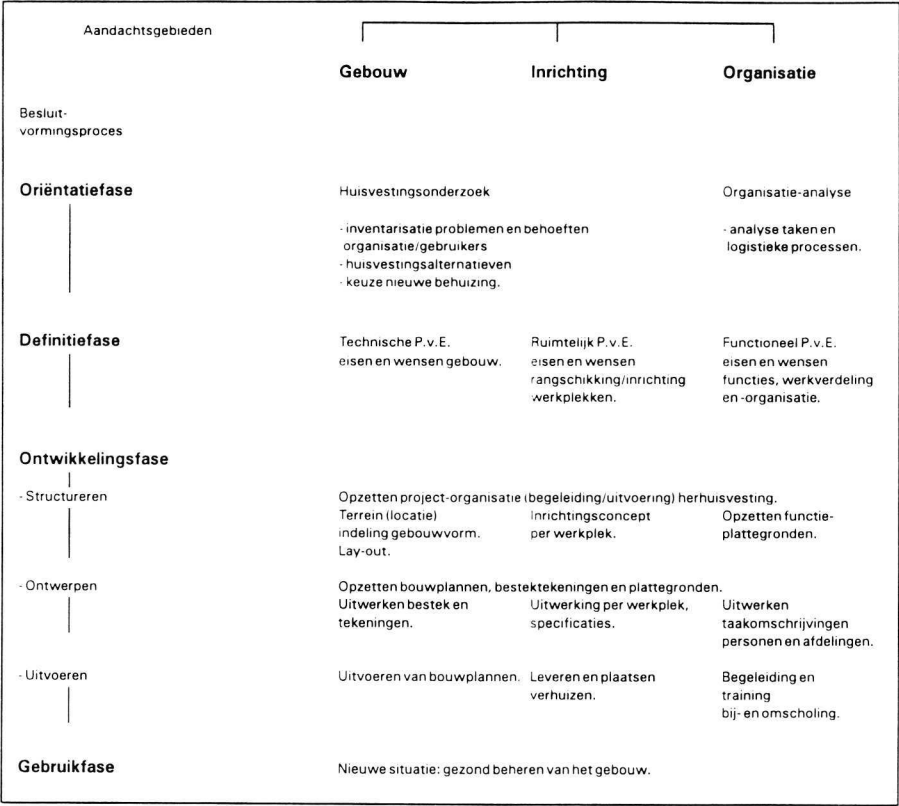 Aandachtsgebieden
Gebouw Inrichting Organisatie
Besluit-
vormingsproces
Oriëntatiefase Huisvestingsonderzoek Organisatie-analyse
- inventarisatie problemen en behoeften - analyse taken en
organisatie/gebruikers logistieke processen.
- huisvestingsalternatieven
- keuze nieuwe behuizing.
Definitiefase Technische P.v.E. Ruimtelijk P.v.E. Functioneel P.v.E.
eisen en wensen gebouw. eisen en wensen eisen en wensen
rangschikking/inrichting functies, werkverdeling
werkplekken. en -organisatie.
Ontwikkelingsfase
- Structureren Opzetten project-organisatie (begeleiding/uitvoering) herhuisvesting.
Terrein (locatie) Inrichtingsconcept Opzetten functie-
indeling gebouwvorm. per werkplek. plattegronden.
Lay-out.
- Ontwerpen Opzetten bouwplannen, bestektekeningen en plattegronden.
Uitwerken bestek en Uitwerking per werkplek, Uitwerken
tekeningen. specificaties. taakomschrijvingen
personen en afdelingen.
- Uitvoeren Uitvoeren van bouwplannen. Leveren en plaatsen Begeleiding en
verhuizen. training
bij- en omscholing.
Gebruikfase Nieuwe situatie: gezond beheren van het gebouw.